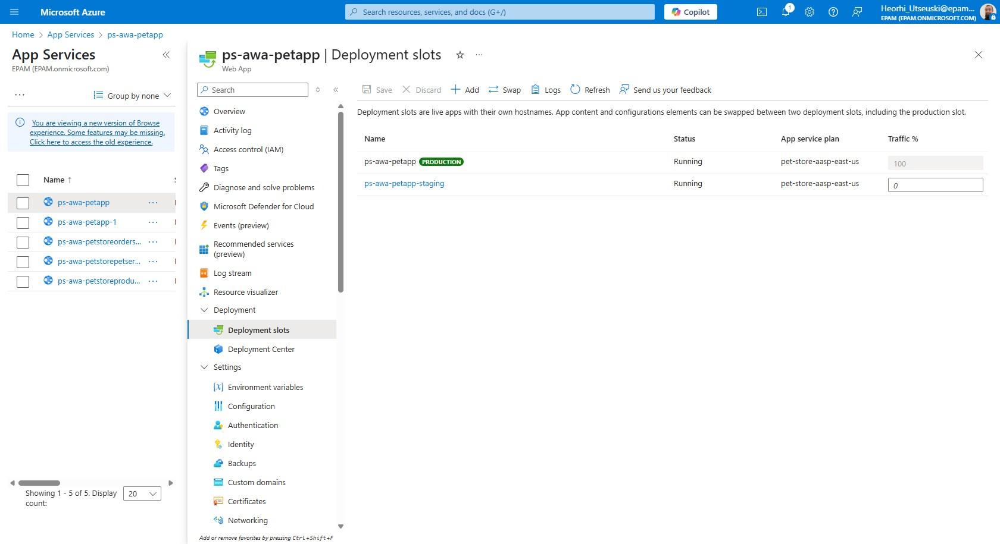 Microsoft Azure
Search resources, services, and docs (G+/)
Copilot
1
Heorhi_Utseuski@epam...
EPAM (EPAM.ONMICROSOFT.COM)
Home > App Services > ps-awa-petapp
App Services
EPAM (EPAM.onmicrosoft.com)
Group by none
You are viewing a new version of Browse
experience. Some features may be missing.
Click here to access the old experience.
Name ↑
ps-awa-petapp
ps-awa-petapp-1
ps-awa-petstoreorders...
ps-awa-petstorepetser...
ps-awa-petstoreprodu...
Showing 1 - 5 of 5. Display
count:
20
ps-awa-petapp | Deployment slots
Web App
Search
Overview
Activity log
Access control (IAM)
Tags
Diagnose and solve problems
Microsoft Defender for Cloud
Events (preview)
Recommended services
(preview)
Log stream
Resource visualizer
Deployment
Deployment slots
Deployment Center
Settings
Environment variables
Configuration
Authentication
Identity
Backups
Custom domains
Certificates
Networking
Add or remove favorites by pressing Ctrl+Shift+F
Save Discard Add Swap Logs Refresh Send us your feedback
Deployment slots are live apps with their own hostnames. App content and configurations elements can be swapped between two deployment slots, including the production slot.
Name Status App service plan Traffic %
ps-awa-petapp PRODUCTION Running pet-store-aasp-east-us 100
ps-awa-petapp-staging Running pet-store-aasp-east-us 0